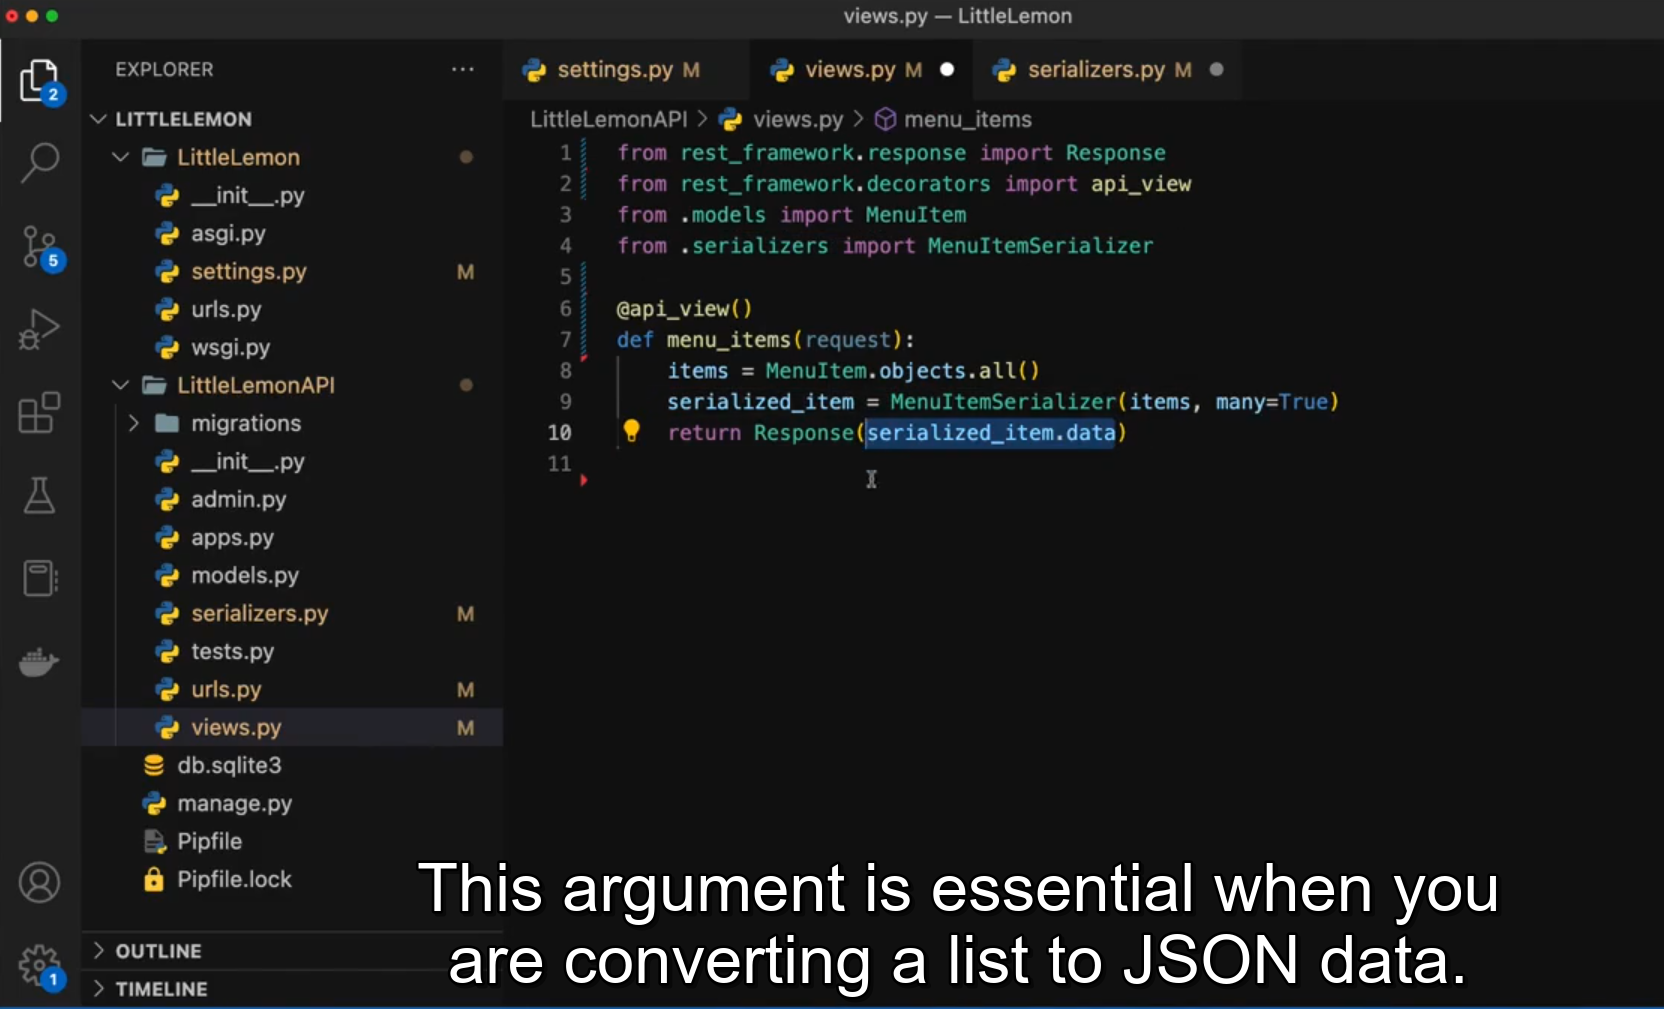 views.py — LittleLemon
EXPLORER
settings.py M
views.py M
serializers.py M
2
LITTLELEMON
LittleLemonAPI > views.py > menu_items
LittleLemon
__init__.py
asgi.py
settings.py M
urls.py
wsgi.py
LittleLemonAPI
migrations
__init__.py
admin.py
apps.py
models.py
serializers.py M
tests.py
urls.py M
views.py M
db.sqlite3
manage.py
Pipfile
Pipfile.lock
OUTLINE
TIMELINE
5
1
1 from rest_framework.response import Response
2 from rest_framework.decorators import api_view
3 from .models import MenuItem
4 from .serializers import MenuItemSerializer
5
6 @api_view()
7 def menu_items(request):
8 items = MenuItem.objects.all()
9 serialized_item = MenuItemSerializer(items, many=True)
10 return Response(serialized_item.data)
11
This argument is essential when you
are converting a list to JSON data.